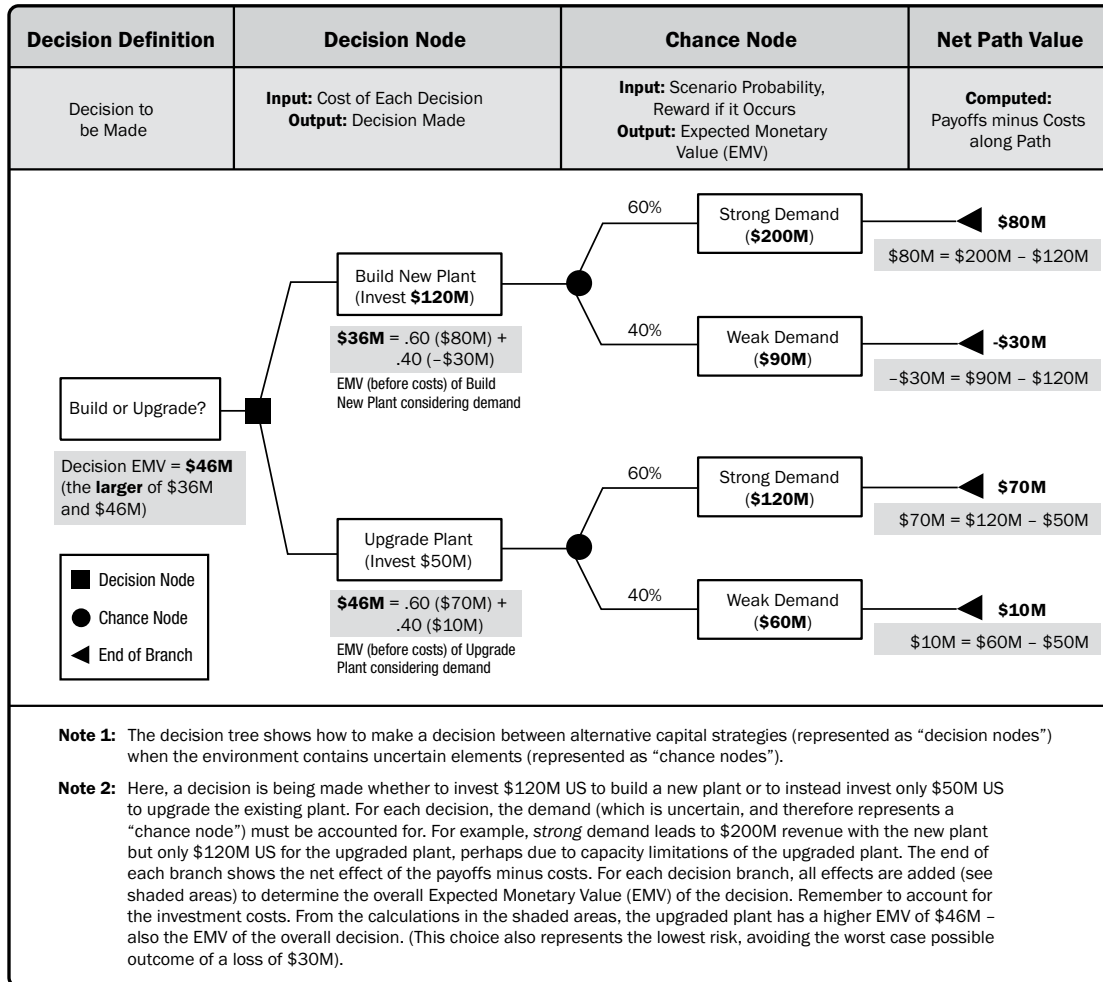 Decision Definition
Decision Node
Chance Node
Net Path Value
Decision to
be Made
Input: Cost of Each Decision
Output: Decision Made
Input: Scenario Probability,
Reward if it Occurs
Output: Expected Monetary
Value (EMV)
Computed:
Payoffs minus Costs
along Path
Build or Upgrade?
Decision EMV = $46M
(the larger of $36M
and $46M)
Build New Plant
(Invest $120M)
$36M = .60 ($80M) +
.40 (–$30M)
EMV (before costs) of Build
New Plant considering demand
60%
Strong Demand
($200M)
$80M
$80M = $200M – $120M
40%
Weak Demand
($90M)
-$30M
–$30M = $90M – $120M
Upgrade Plant
(Invest $50M)
$46M = .60 ($70M) +
.40 ($10M)
EMV (before costs) of Upgrade
Plant considering demand
60%
Strong Demand
($120M)
$70M
$70M = $120M – $50M
40%
Weak Demand
($60M)
$10M
$10M = $60M – $50M
Decision Node
Chance Node
End of Branch
Note 1: The decision tree shows how to make a decision between alternative capital strategies (represented as “decision nodes”)
when the environment contains uncertain elements (represented as “chance nodes”).
Note 2: Here, a decision is being made whether to invest $120M US to build a new plant or to instead invest only $50M US
to upgrade the existing plant. For each decision, the demand (which is uncertain, and therefore represents a
“chance node”) must be accounted for. For example, strong demand leads to $200M revenue with the new plant
but only $120M US for the upgraded plant, perhaps due to capacity limitations of the upgraded plant. The end of
each branch shows the net effect of the payoffs minus costs. For each decision branch, all effects are added (see
shaded areas) to determine the overall Expected Monetary Value (EMV) of the decision. Remember to account for
the investment costs. From the calculations in the shaded areas, the upgraded plant has a higher EMV of $46M –
also the EMV of the overall decision. (This choice also represents the lowest risk, avoiding the worst case possible
outcome of a loss of $30M).